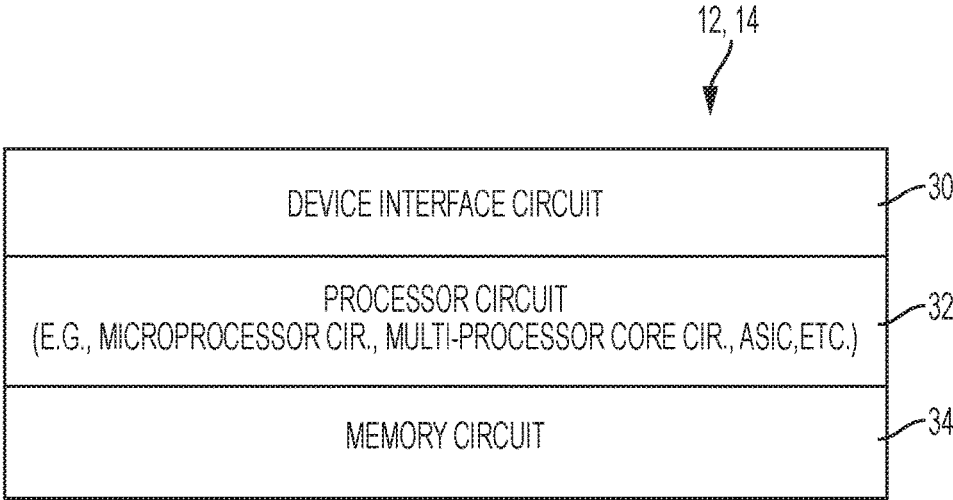 12, 14
DEVICE INTERFACE CIRCUIT
30
PROCESSOR CIRCUIT
32
(E.G., MICROPROCESSOR CIR., MULTI-PROCESSOR CORE CIR., ASIC,ETC.)
MEMORY CIRCUIT
34